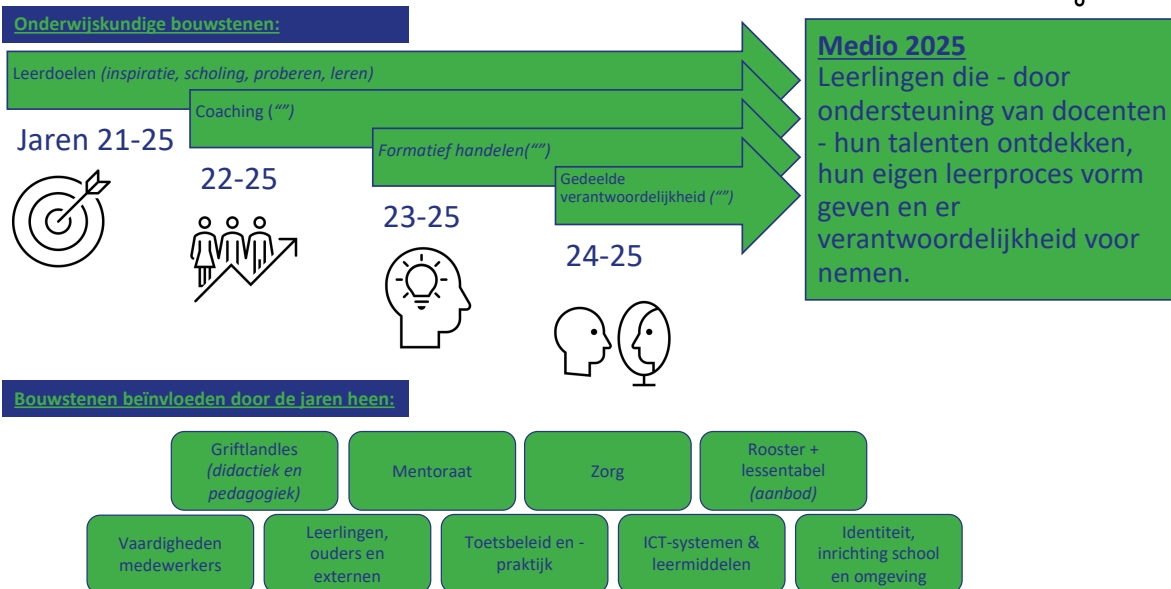 Onderwijskundige bouwstenen:
Leerdoelen (inspiratie, scholing, proberen, leren)
Coaching (“”)
Formatief handelen(“”)
Gedeelde
verantwoordelijkheid (“”)
Jaren 21-25
22-25
23-25
24-25
Medio 2025
Leerlingen die - door
ondersteuning van docenten
- hun talenten ontdekken,
hun eigen leerproces vorm
geven en er
verantwoordelijkheid voor
nemen.
Bouwstenen beïnvloeden door de jaren heen:
Griftlandles
(didactiek en
pedagogiek)
Mentoraat
Zorg
Rooster +
lessentabel
(aanbod)
Vaardigheden
medewerkers
Leerlingen,
ouders en
externen
Toetsbeleid en -
praktijk
ICT-systemen &
leermiddelen
Identiteit,
inrichting school
en omgeving